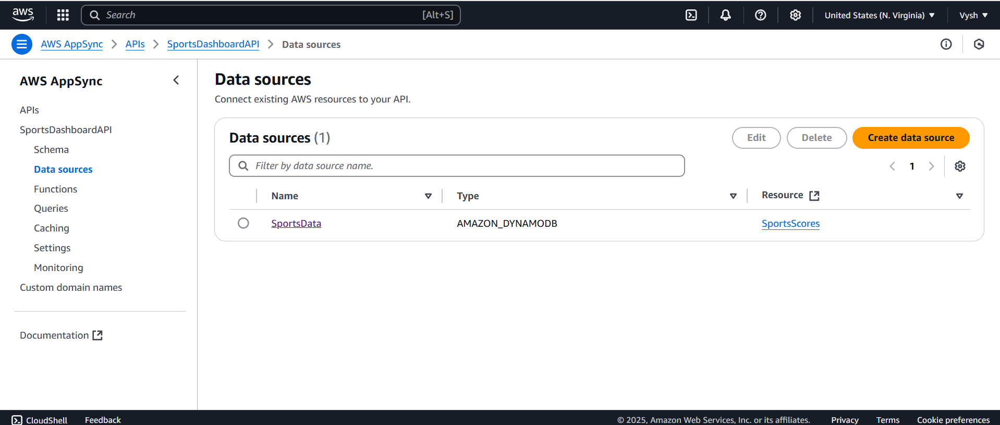 aws
Search [Alt+S]
United States (N. Virginia)
Vysh
AWS AppSync
APIs
SportsDashboardAPI
Data sources
AWS AppSync
APIs
SportsDashboardAPI
Schema
Data sources
Functions
Queries
Caching
Settings
Monitoring
Custom domain names
Documentation
Data sources
Connect existing AWS resources to your API.
Data sources (1)
Edit
Delete
Create data source
Filter by data source name.
1
Name Type Resource
SportsData AMAZON_DYNAMODB SportsScores
CloudShell Feedback © 2025, Amazon Web Services, Inc. or its affiliates. Privacy Terms Cookie preferences